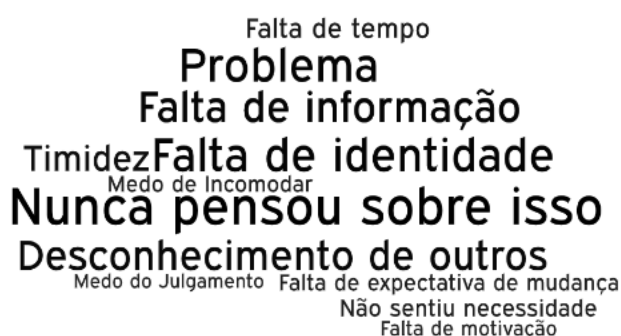 Falta de tempo
Problema
Falta de informação
Timidez Falta de identidade
Medo de Incomodar
Nunca pensou sobre isso
Desconhecimento de outros
Medo do Julgamento Falta de expectativa de mudança
Não sentiu necessidade
Falta de motivação